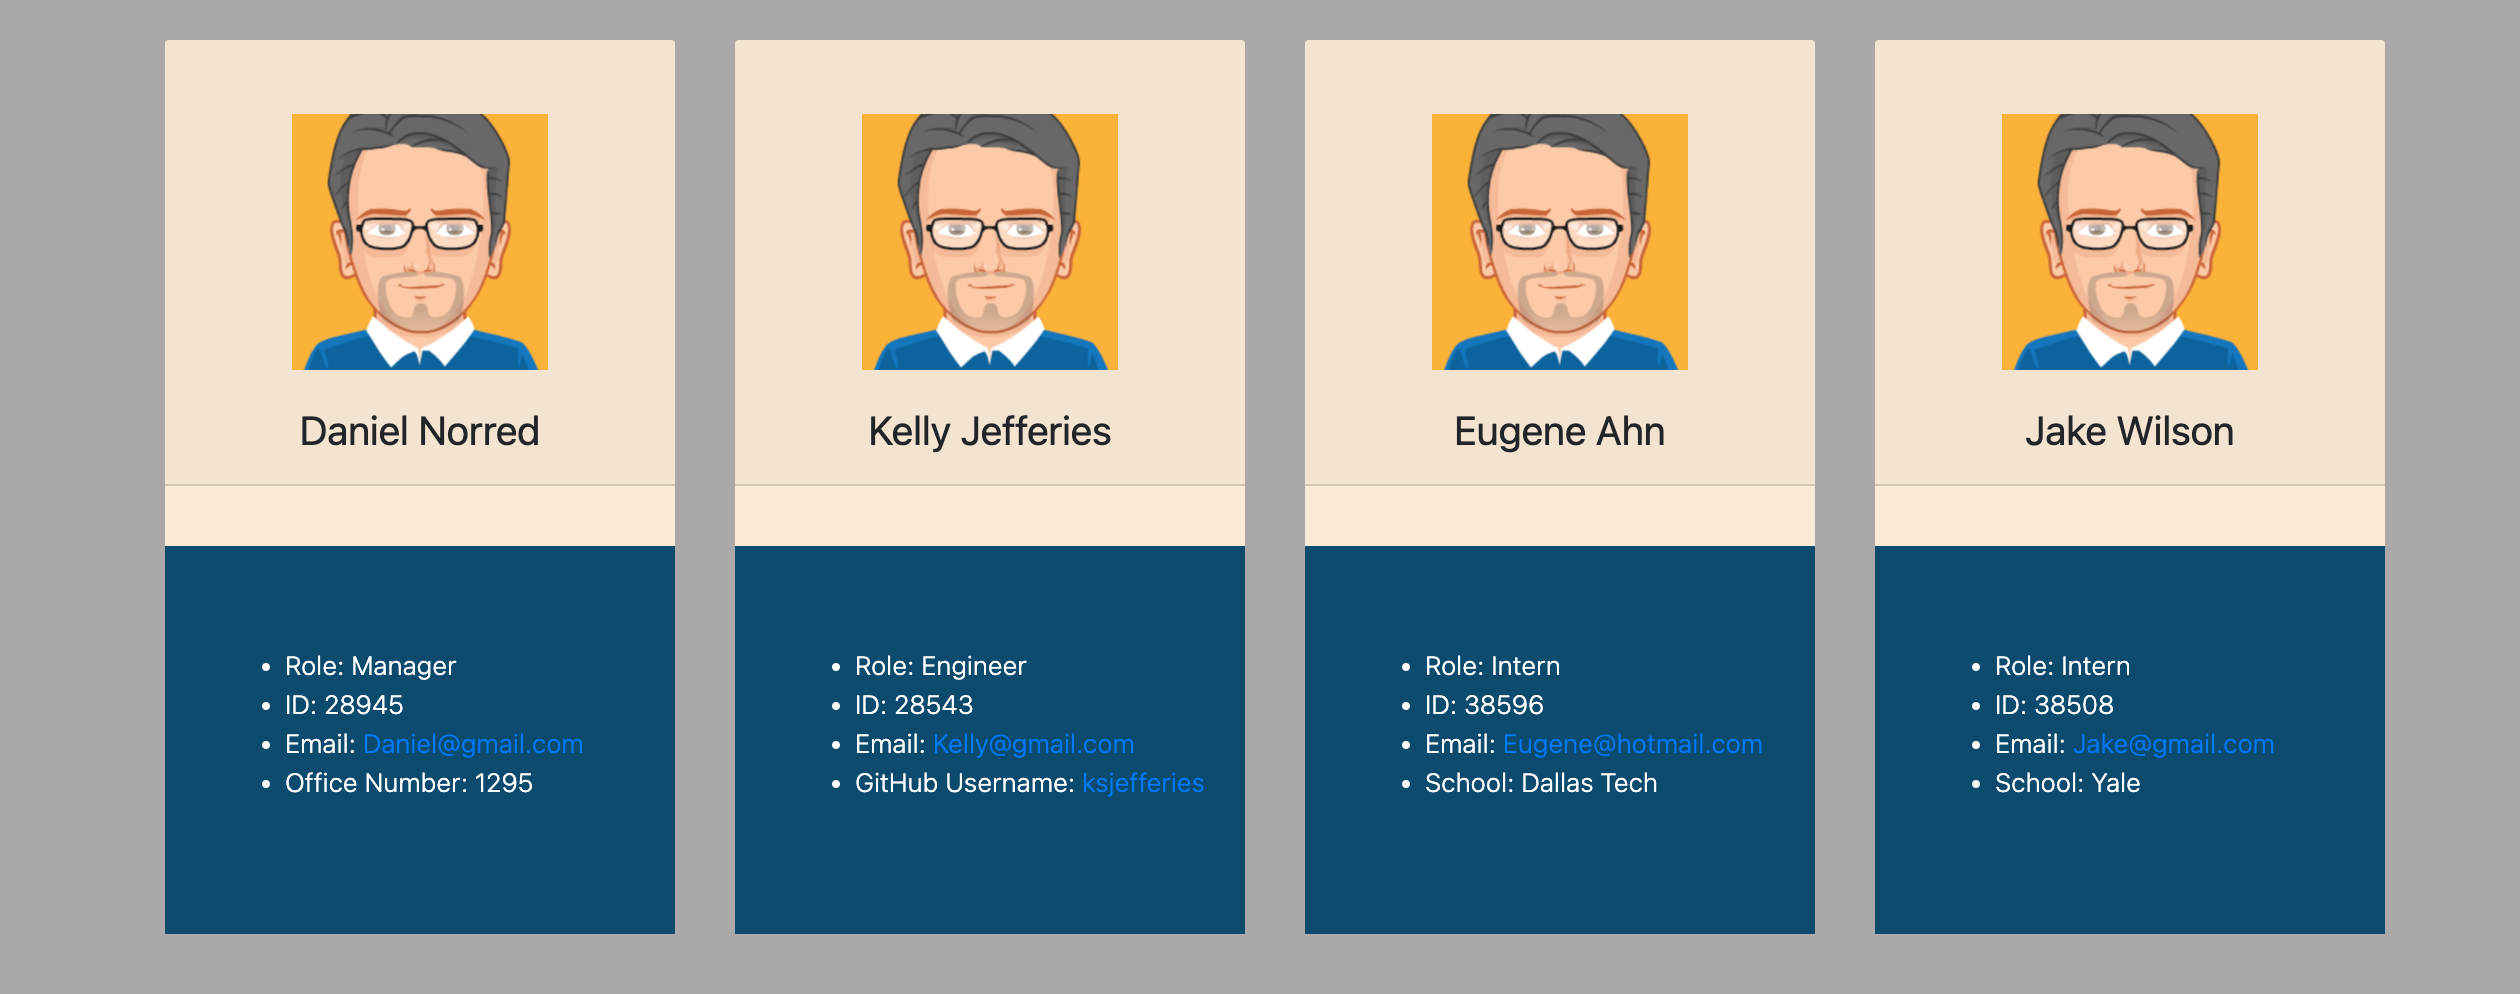 Daniel Norred
Role: Manager
ID: 28945
Email: Daniel@gmail.com
Office Number: 1295
Kelly Jefferies
Role: Engineer
ID: 28543
Email: Kelly@gmail.com
GitHub Username: ksjefferies
Eugene Ahn
Role: Intern
ID: 38596
Email: Eugene@hotmail.com
School: Dallas Tech
Jake Wilson
Role: Intern
ID: 38508
Email: Jake@gmail.com
School: Yale